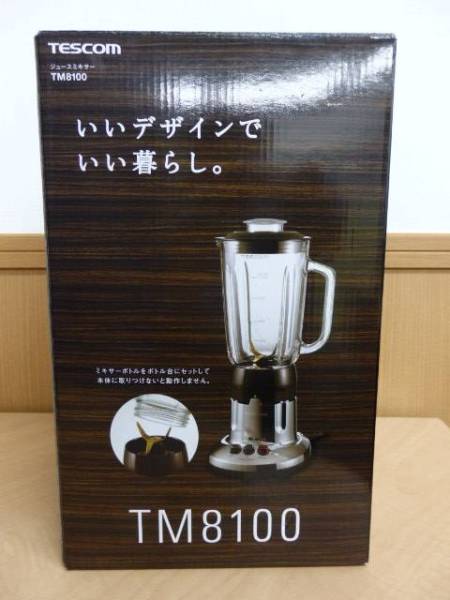 TESCOM
ジュースミキサー
TM8100
いいデザインで
いい暮らし。
ミキサーボトルをボトル台にセットして
本体に取りつけないと動作しません。
TM8100